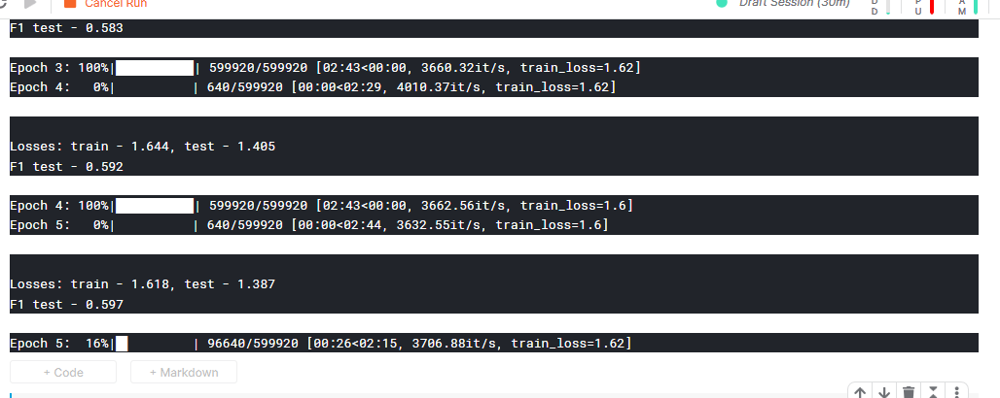 Cancel Run
Draft Session (30m)
D
D
P
U
A
M
F1 test - 0.583
Epoch 3: 100%| | 599920/599920 [02:43<00:00, 3660.32it/s, train_loss=1.62]
Epoch 4: 0%| | 640/599920 [00:00<02:29, 4010.37it/s, train_loss=1.62]
Losses: train - 1.644, test - 1.405
F1 test - 0.592
Epoch 4: 100%| | 599920/599920 [02:43<00:00, 3662.56it/s, train_loss=1.6]
Epoch 5: 0%| | 640/599920 [00:00<02:44, 3632.55it/s, train_loss=1.6]
Losses: train - 1.618, test - 1.387
F1 test - 0.597
Epoch 5: 16%| | 96640/599920 [00:26<02:15, 3706.88it/s, train_loss=1.62]
+ Code
+ Markdown